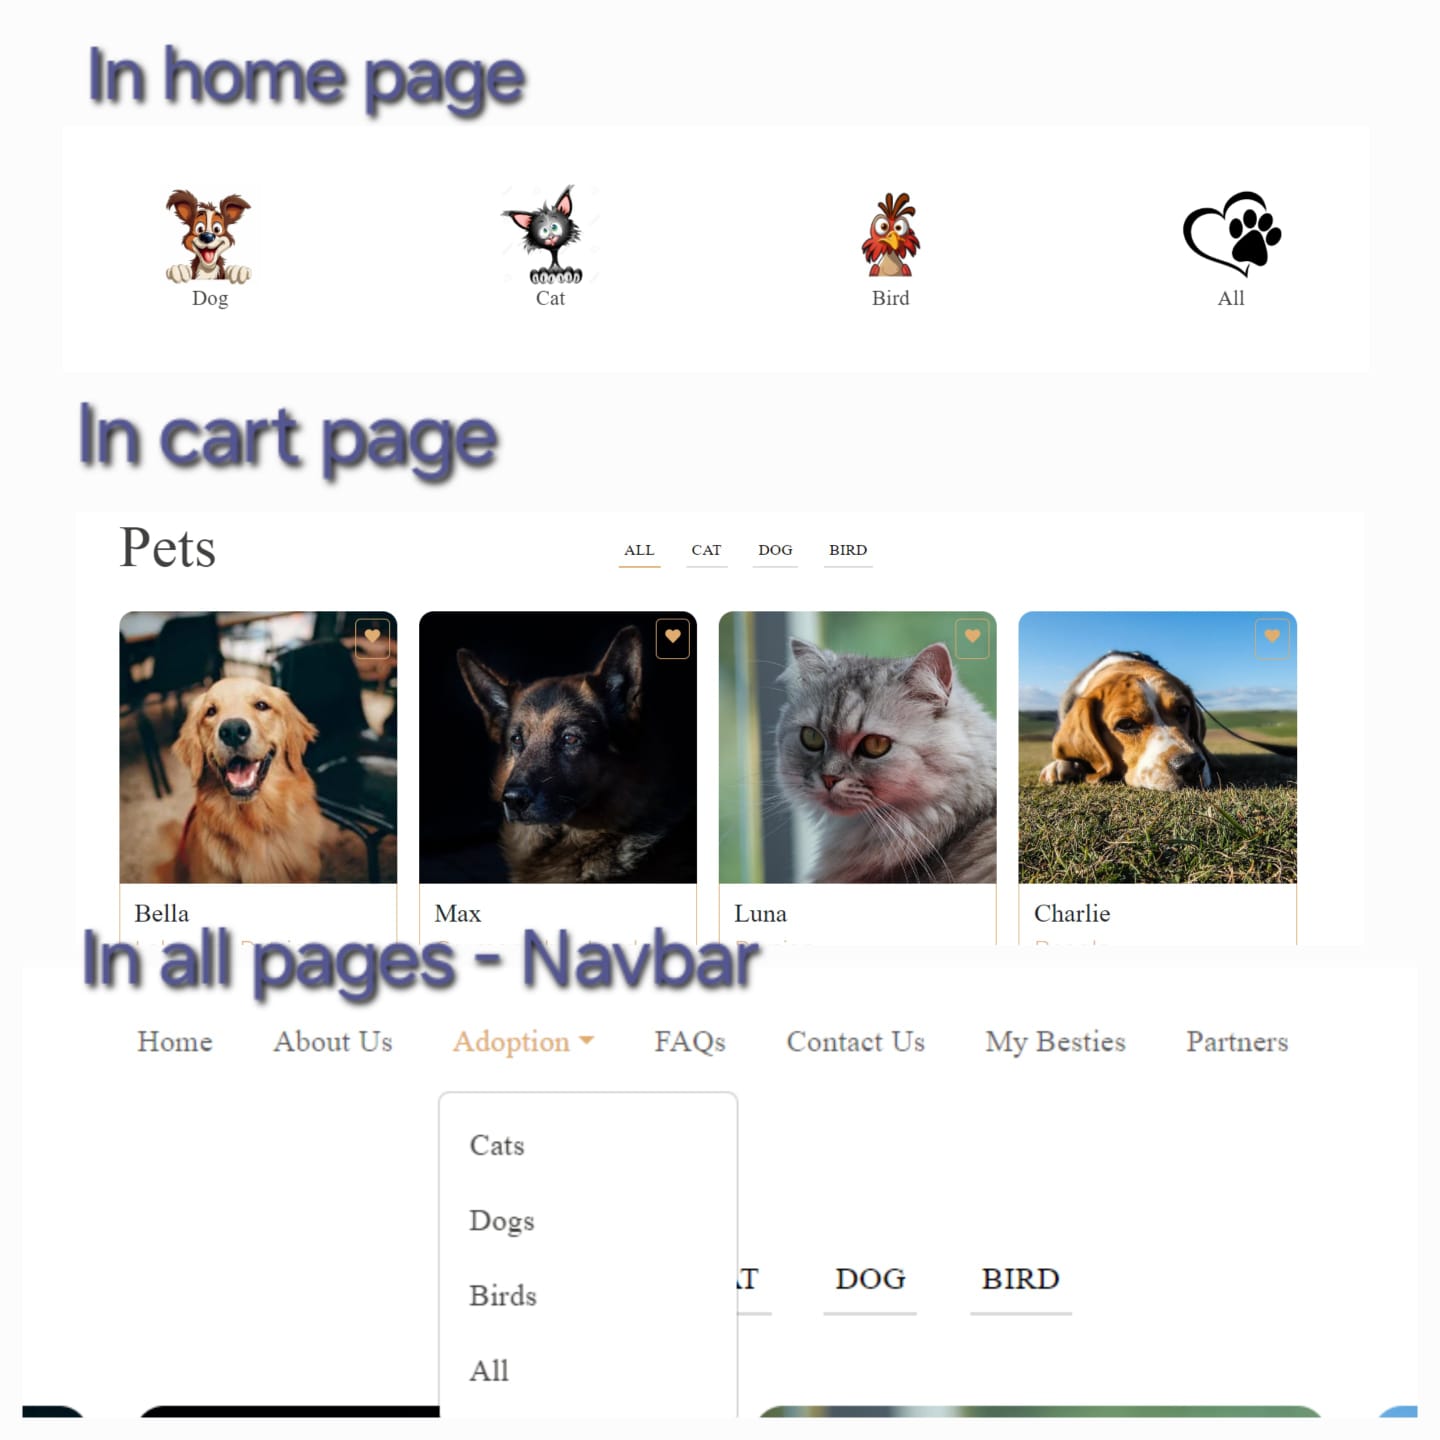 In home page
Dog Cat Bird All
In cart page
Pets ALL CAT DOG BIRD
Bella Max Luna Charlie
In all pages - Navbar
Home About Us Adoption FAQs Contact Us My Besties Partners
Cats
Dogs
DOG BIRD
Birds
All